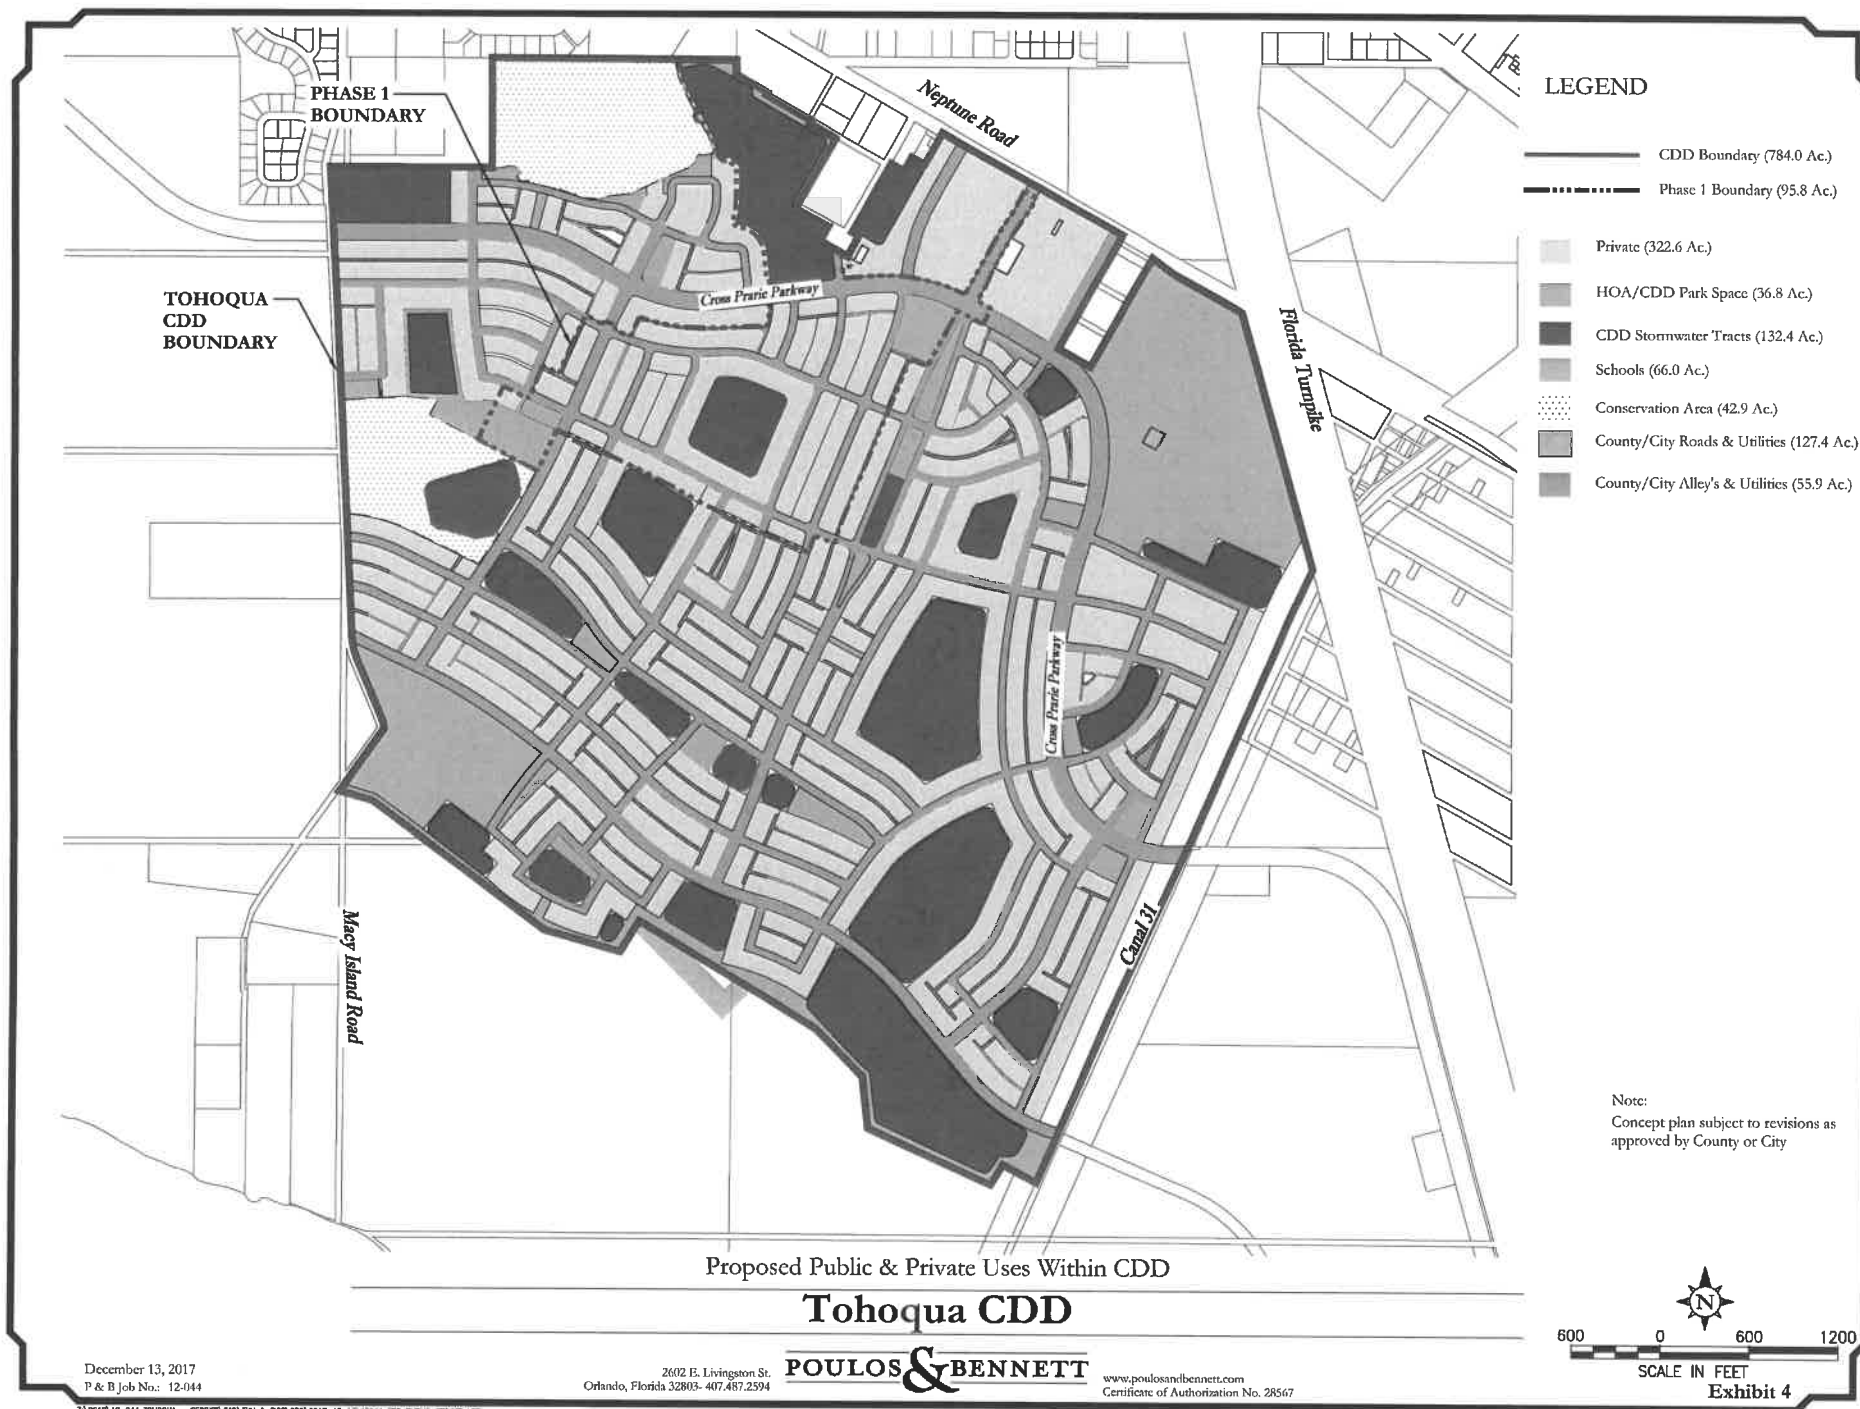 PHASE 1
BOUNDARY
TOHOQUA
CDD
BOUNDARY
Neptune Road
Cross Prarie Parkway
Florida Turnpike
Cross Prarie Parkway
Canal 31
Macy Island Road
LEGEND
CDD Boundary (784.0 Ac.)
Phase 1 Boundary (95.8 Ac.)
Private (322.6 Ac.)
HOA/CDD Park Space (36.8 Ac.)
CDD Stormwater Tracts (132.4 Ac.)
Schools (66.0 Ac.)
Conservation Area (42.9 Ac.)
County/City Roads & Utilities (127.4 Ac.)
County/City Alley's & Utilities (55.9 Ac.)
Note:
Concept plan subject to revisions as
approved by County or City
Proposed Public & Private Uses Within CDD
Tohoqua CDD
December 13, 2017
P & B Job No.: 12-044
2602 E. Livingston St.
Orlando, Florida 32803- 407.487.2594
POULOS & BENNETT
www.poulosandbennett.com
Certificate of Authorization No. 28567
N
600 0 600 1200
SCALE IN FEET
Exhibit 4